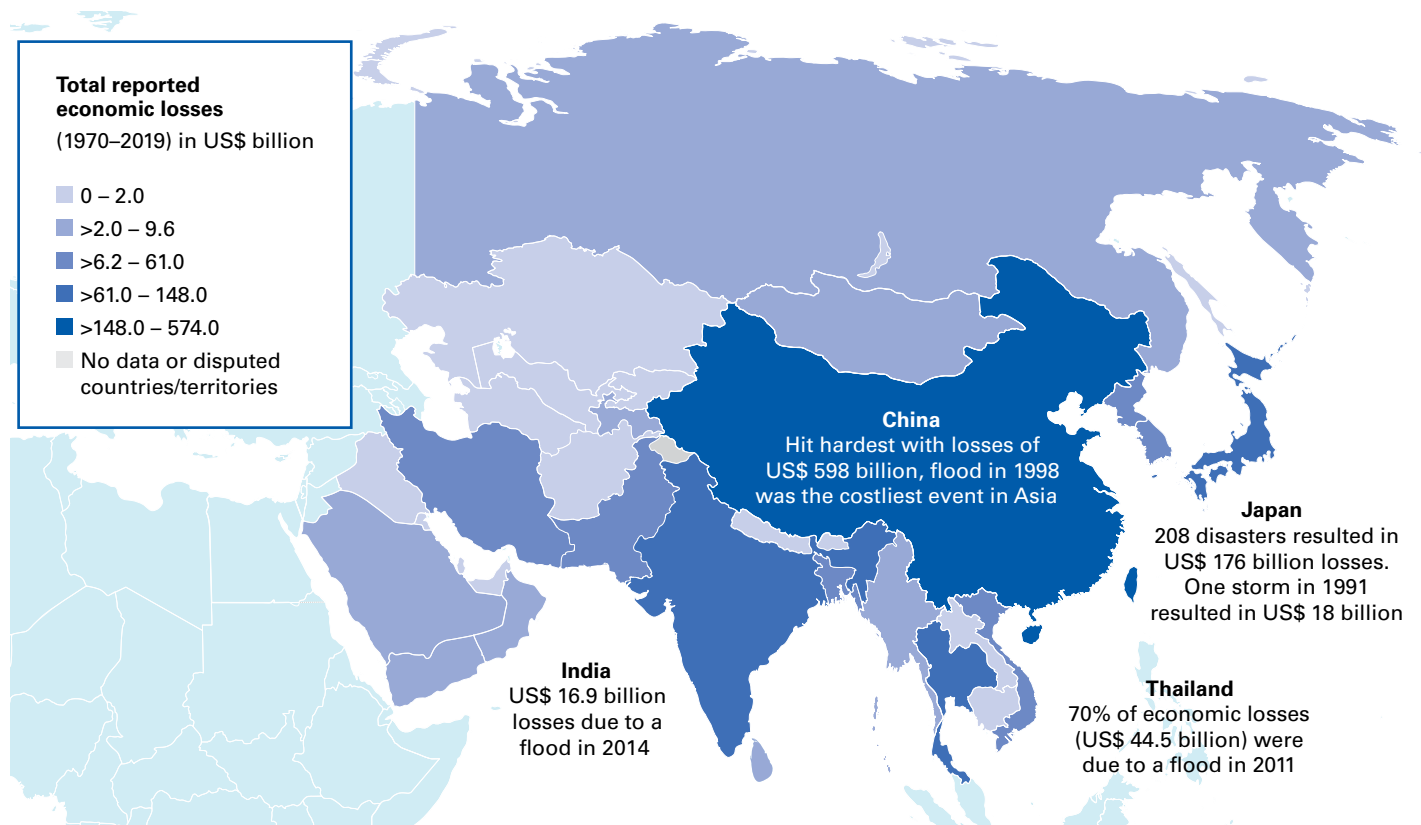 Total reported
economic losses
(1970–2019) in US$ billion
0 – 2.0
>2.0 – 9.6
>6.2 – 61.0
>61.0 – 148.0
>148.0 – 574.0
No data or disputed
countries/territories
China
Hit hardest with losses of
US$ 598 billion, flood in 1998
was the costliest event in Asia
Japan
208 disasters resulted in
US$ 176 billion losses.
One storm in 1991
resulted in US$ 18 billion
India
US$ 16.9 billion
losses due to a
flood in 2014
Thailand
70% of economic losses
(US$ 44.5 billion) were
due to a flood in 2011